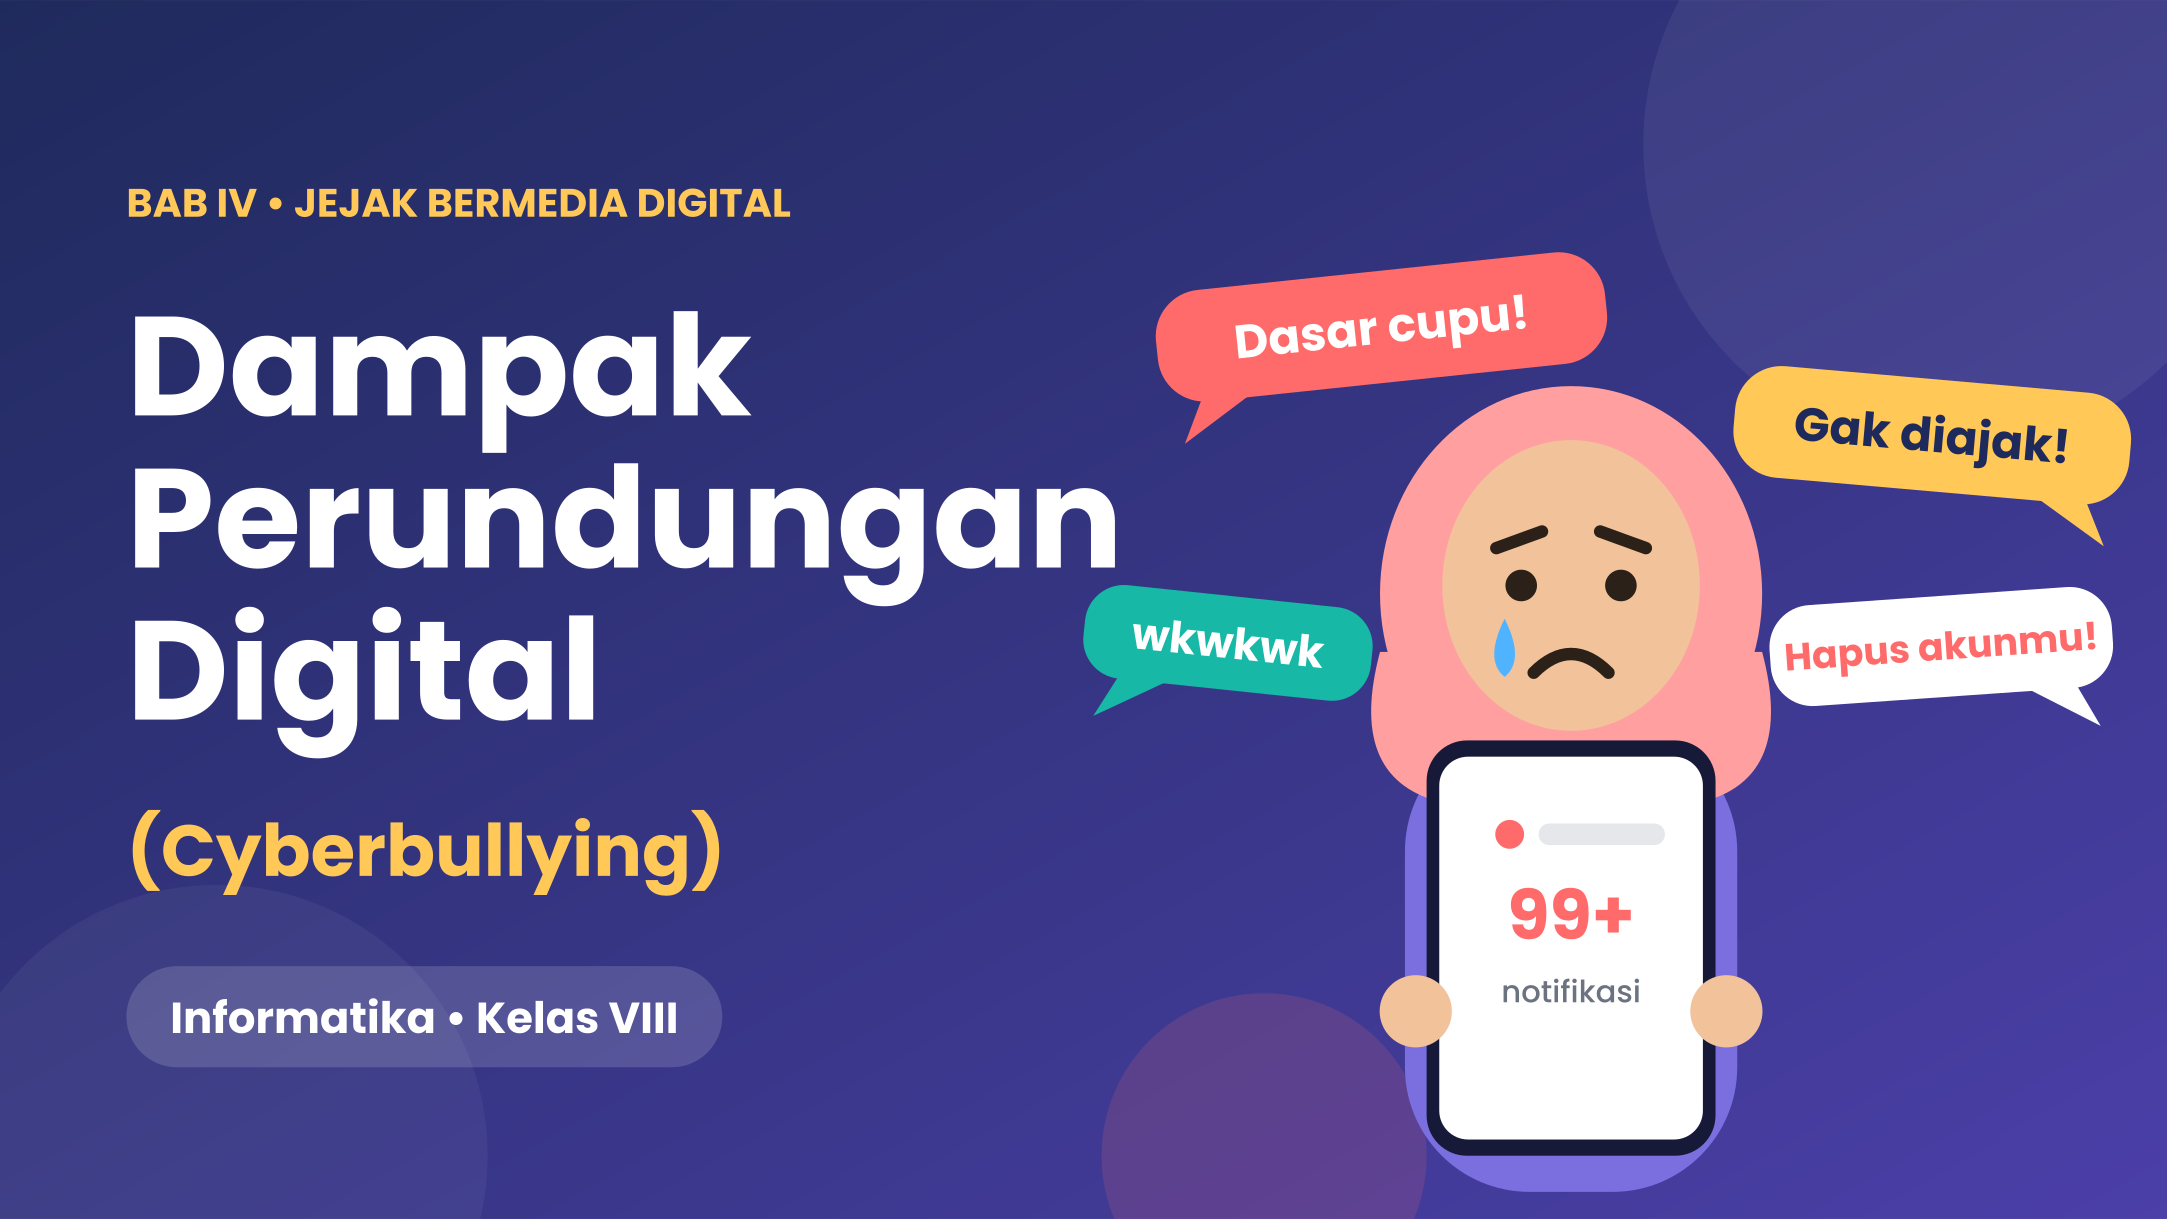 BAB IV • JEJAK BERMEDIA DIGITAL
Dampak
Perundungan
Digital
(Cyberbullying)
Informatika • Kelas VIII
Dasar cupu!
Gak diajak!
wkwkwk
Hapus akunmu!
99+
notifikasi